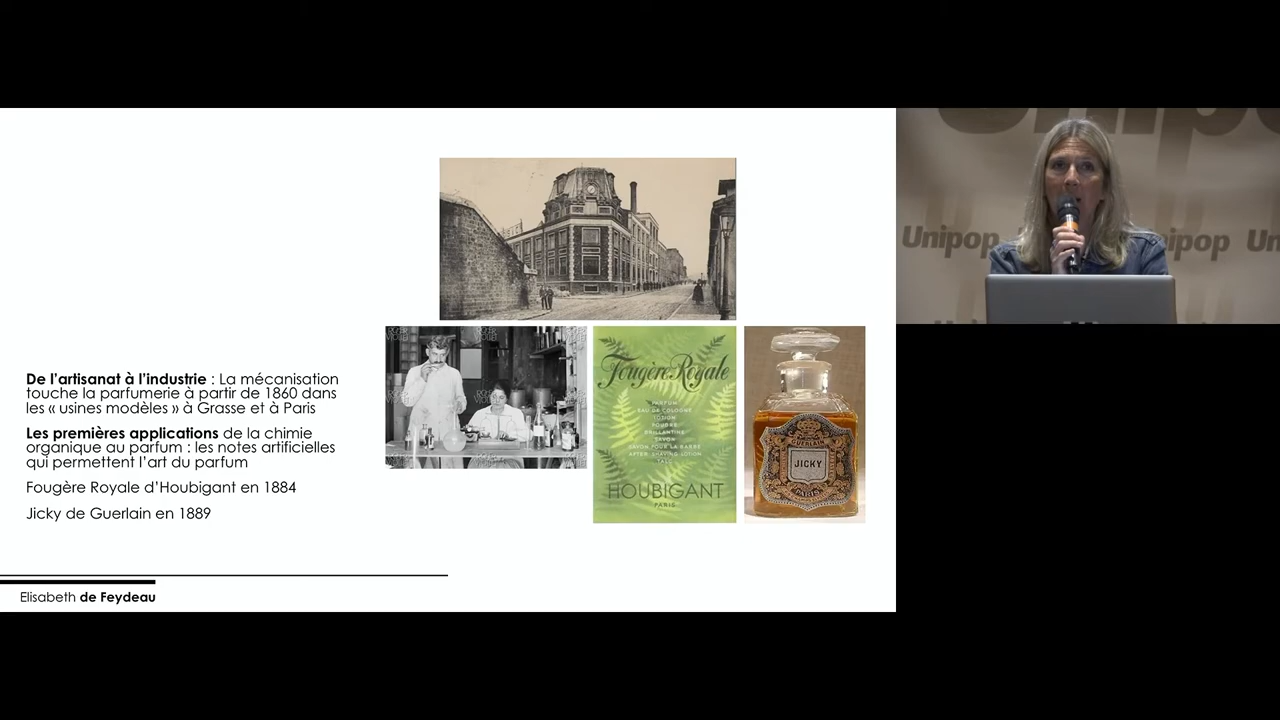 De l'artisanat à l'industrie : La mécanisation
touche la parfumerie à partir de 1860 dans
les « usines modèles » à Grasse et à Paris
Les premières applications de la chimie
organique au parfum : les notes artificielles
qui permettent l'art du parfum
Fougère Royale d'Houbigant en 1884
Jicky de Guerlain en 1889
Elisabeth de Feydeau
Fougère Royale
PARFUM
EAU DE COLOGNE
LOTION
POUDRE
BRILLANTINE
SAVON
SAVON POUR LA BARBE
AFTER SHAVING LOTION
TALC
HOUBIGANT
PARIS
GUERLAIN
JICKY
PARIS
ROGER
VIOLLET
Unipop
Unipop